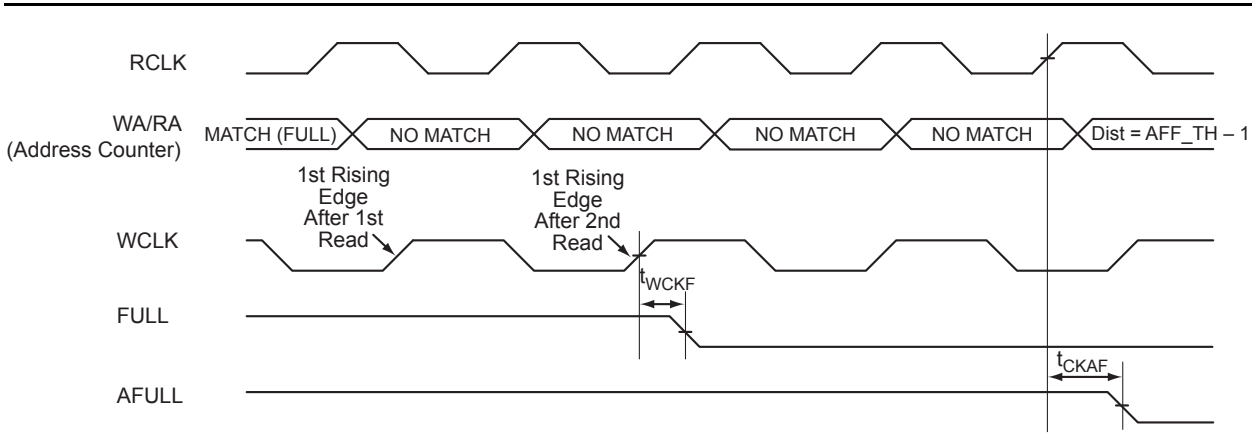 RCLK
WA/RA
(Address Counter)
MATCH (FULL)
NO MATCH
NO MATCH
NO MATCH
NO MATCH
Dist = AFF_TH – 1
1st Rising
Edge
After 1st
Read
1st Rising
Edge
After 2nd
Read
WCLK
tWCKF
FULL
tCKAF
AFULL